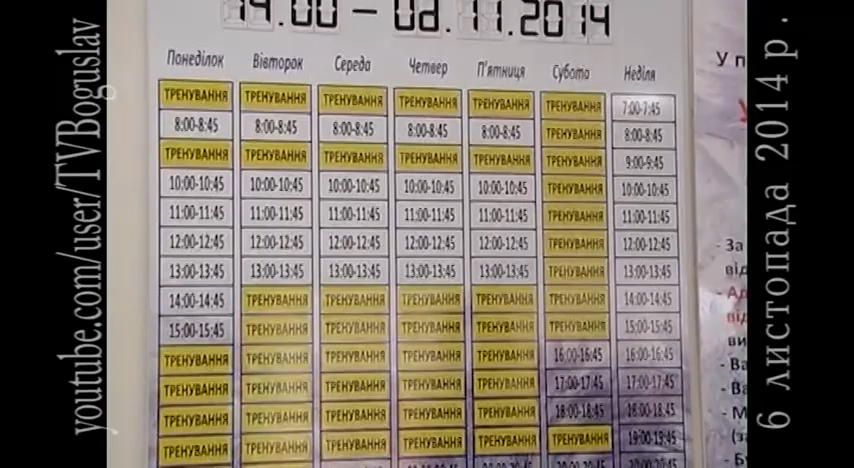 .11.2014
Понеділок Вівторок Середа Четвер П'ятниця Субота Неділя
ТРЕНУВАННЯ ТРЕНУВАННЯ ТРЕНУВАННЯ ТРЕНУВАННЯ ТРЕНУВАННЯ ТРЕНУВАННЯ 7:00-7:45
8:00-8:45 8:00-8:45 8:00-8:45 8:00-8:45 8:00-8:45 ТРЕНУВАННЯ 8:00-8:45
ТРЕНУВАННЯ ТРЕНУВАННЯ ТРЕНУВАННЯ ТРЕНУВАННЯ ТРЕНУВАННЯ ТРЕНУВАННЯ 9:00-9:45
10:00-10:45 10:00-10:45 10:00-10:45 10:00-10:45 10:00-10:45 ТРЕНУВАННЯ 10:00-10:45
11:00-11:45 11:00-11:45 11:00-11:45 11:00-11:45 11:00-11:45 ТРЕНУВАННЯ 11:00-11:45
12:00-12:45 12:00-12:45 12:00-12:45 12:00-12:45 12:00-12:45 ТРЕНУВАННЯ 12:00-12:45
13:00-13:45 13:00-13:45 13:00-13:45 13:00-13:45 13:00-13:45 ТРЕНУВАННЯ 13:00-13:45
14:00-14:45 ТРЕНУВАННЯ ТРЕНУВАННЯ ТРЕНУВАННЯ ТРЕНУВАННЯ ТРЕНУВАННЯ 14:00-14:45
15:00-15:45 ТРЕНУВАННЯ ТРЕНУВАННЯ ТРЕНУВАННЯ ТРЕНУВАННЯ ТРЕНУВАННЯ 15:00-15:45
ТРЕНУВАННЯ ТРЕНУВАННЯ ТРЕНУВАННЯ ТРЕНУВАННЯ ТРЕНУВАННЯ 16:00-16:45 16:00-16:45
ТРЕНУВАННЯ ТРЕНУВАННЯ ТРЕНУВАННЯ ТРЕНУВАННЯ ТРЕНУВАННЯ 17:00-17:45 17:00-17:45
ТРЕНУВАННЯ ТРЕНУВАННЯ ТРЕНУВАННЯ ТРЕНУВАННЯ ТРЕНУВАННЯ 18:00-18:45 18:00-18:45
ТРЕНУВАННЯ ТРЕНУВАННЯ ТРЕНУВАННЯ ТРЕНУВАННЯ ТРЕНУВАННЯ ТРЕНУВАННЯ 19:00-19:45
youtube.com/user/TVBoguslav
6 листопада 2014 р.
У
- За